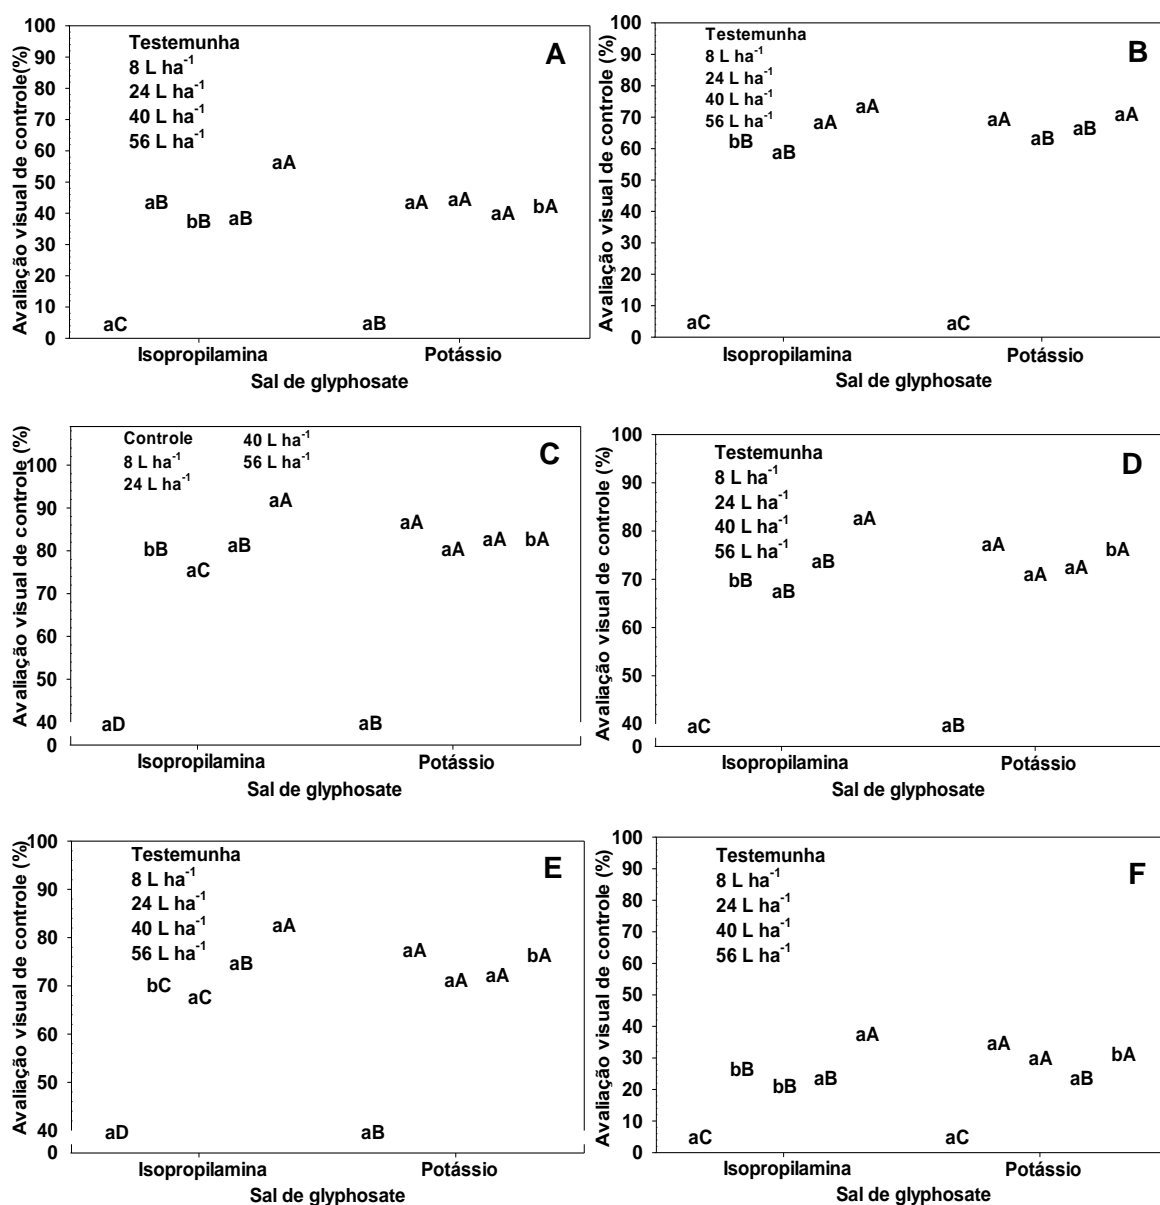 Avaliação visual de controle(%)
100
90
80
70
60
50
40
30
20
10
0
Testemunha
8 L ha⁻¹
24 L ha⁻¹
40 L ha⁻¹
56 L ha⁻¹
A
aC
aB
bB
aB
aA
aB
aA
aA
aA
bA
Isopropilamina
Potássio
Sal de glyphosate
Avaliação visual de controle (%)
100
90
80
70
60
50
40
30
20
10
0
Testemunha
8 L ha⁻¹
24 L ha⁻¹
40 L ha⁻¹
56 L ha⁻¹
B
aC
bB
aB
aA
aA
aC
aA
aB
aB
aA
Isopropilamina
Potássio
Sal de glyphosate
Avaliação visual de controle (%)
100
90
80
70
60
50
40
0
Controle
8 L ha⁻¹
24 L ha⁻¹
40 L ha⁻¹
56 L ha⁻¹
C
aD
bB
aC
aB
aA
aB
aA
aA
aA
bA
Isopropilamina
Potássio
Sal de glyphosate
Avaliação visual de controle (%)
100
90
80
70
60
50
40
0
Testemunha
8 L ha⁻¹
24 L ha⁻¹
40 L ha⁻¹
56 L ha⁻¹
D
aC
bB
aB
aB
aA
aB
aA
aA
aA
bA
Isopropilamina
Potássio
Sal de glyphosate
Avaliação visual de controle (%)
100
90
80
70
60
50
40
0
Testemunha
8 L ha⁻¹
24 L ha⁻¹
40 L ha⁻¹
56 L ha⁻¹
E
aD
bC
aC
aB
aA
aB
aA
aA
aA
bA
Isopropilamina
Potássio
Sal de glyphosate
Avaliação visual de controle (%)
100
90
80
70
60
50
40
30
20
10
0
Testemunha
8 L ha⁻¹
24 L ha⁻¹
40 L ha⁻¹
56 L ha⁻¹
F
aC
bB
bB
aB
aA
aC
aA
aA
aB
bA
Isopropilamina
Potássio
Sal de glyphosate